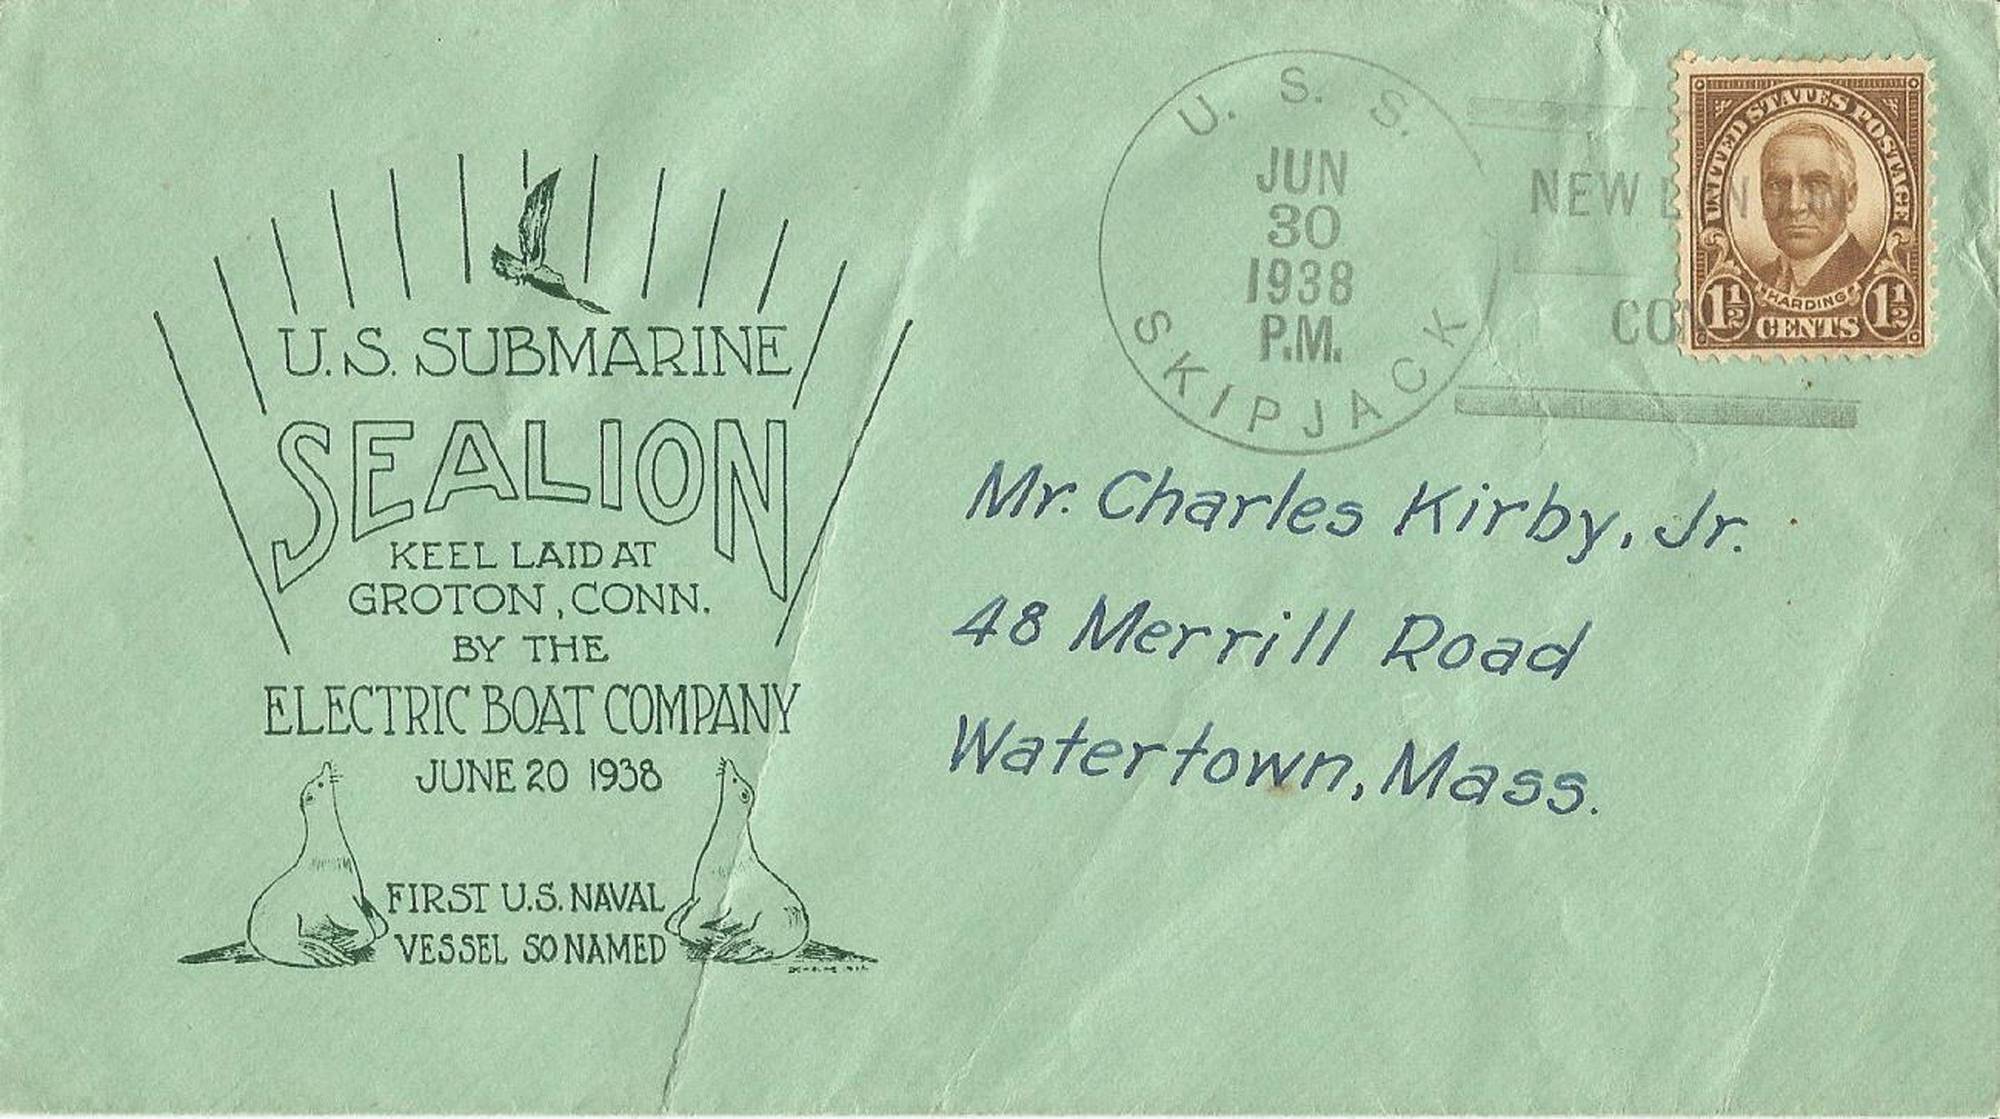 U.S. SUBMARINE
SEALION
KEEL LAID AT
GROTON, CONN.
BY THE
ELECTRIC BOAT COMPANY
JUNE 20 1938
FIRST U.S. NAVAL
VESSEL SO NAMED
U. S. S.
JUN
30
1938
P.M.
SKIPJACK
NEW LONDON
CONN
UNITED STATES POSTAGE
HARDING
1½ CENTS 1½
Mr. Charles Kirby, Jr.
48 Merrill Road
Watertown, Mass.